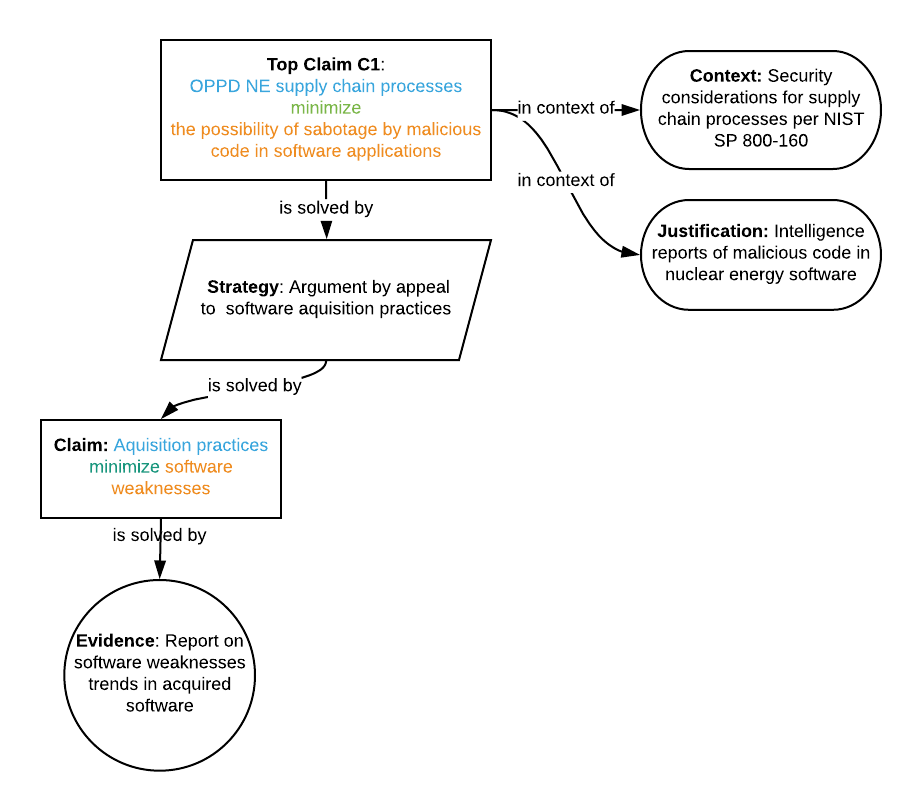 Top Claim C1:
OPPD NE supply chain processes
minimize
the possibility of sabotage by malicious
code in software applications
in context of
Context: Security
considerations for supply
chain processes per NIST
SP 800-160
in context of
Justification: Intelligence
reports of malicious code in
nuclear energy software
is solved by
Strategy: Argument by appeal
to software aquisition practices
is solved by
Claim: Aquisition practices
minimize software
weaknesses
is solved by
Evidence: Report on
software weaknesses
trends in acquired
software